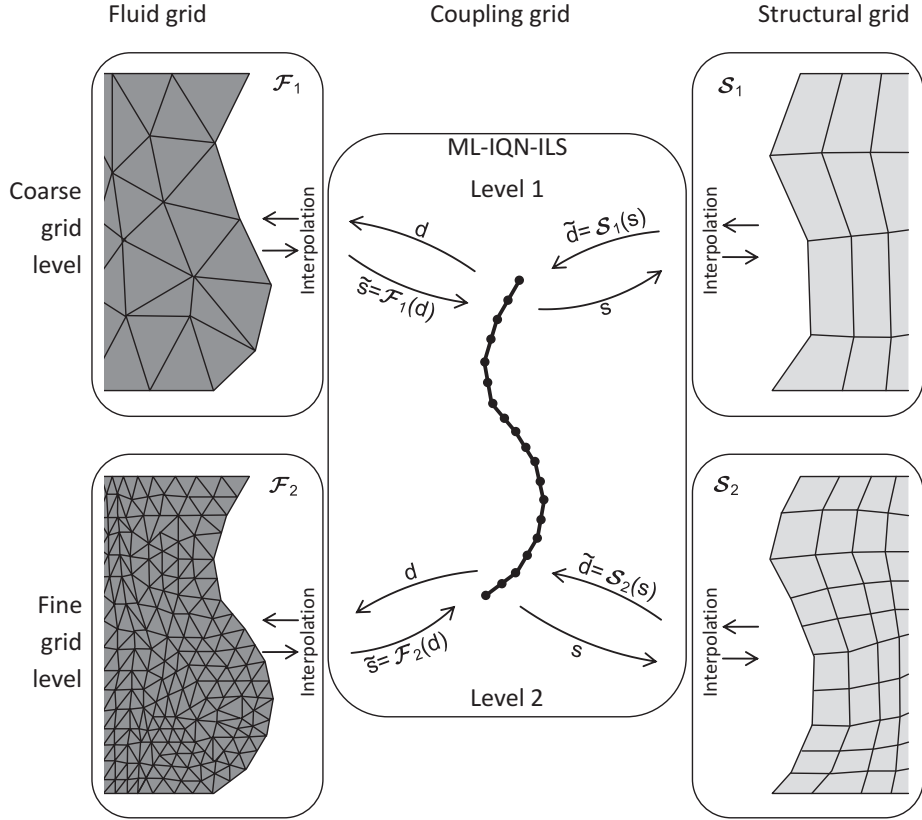 Fluid grid
Coupling grid
Structural grid
ℱ₁
𝒮₁
ML-IQN-ILS
Level 1
Coarse
grid
level
Interpolation
d
s̃=ℱ₁(d)
d̃=𝒮₁(s)
s
Interpolation
ℱ₂
𝒮₂
Fine
grid
level
Interpolation
d
s̃=ℱ₂(d)
d̃=𝒮₂(s)
s
Interpolation
Level 2